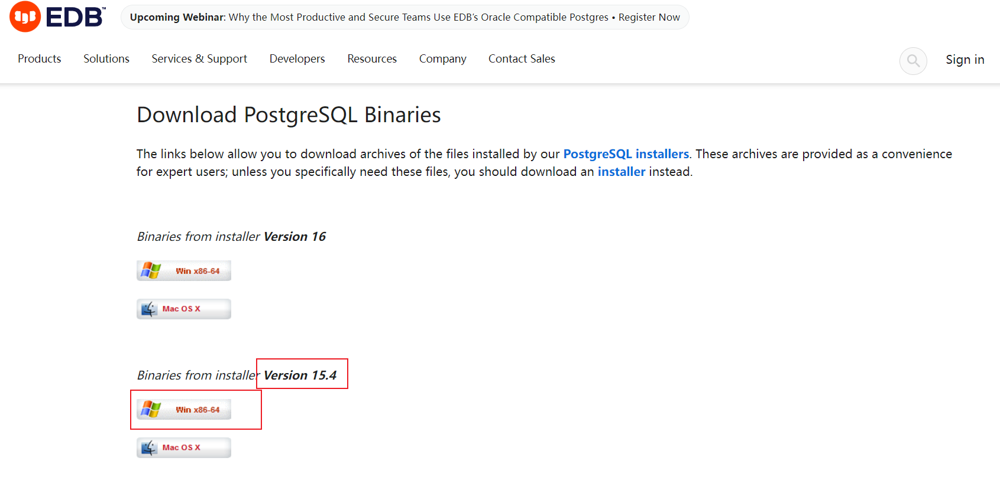 EDB™
Upcoming Webinar: Why the Most Productive and Secure Teams Use EDB’s Oracle Compatible Postgres • Register Now
Products Solutions Services & Support Developers Resources Company Contact Sales
Sign in
Download PostgreSQL Binaries
The links below allow you to download archives of the files installed by our PostgreSQL installers. These archives are provided as a convenience
for expert users; unless you specifically need these files, you should download an installer instead.
Binaries from installer Version 16
Win x86-64
Mac OS X
Binaries from installer Version 15.4
Win x86-64
Mac OS X